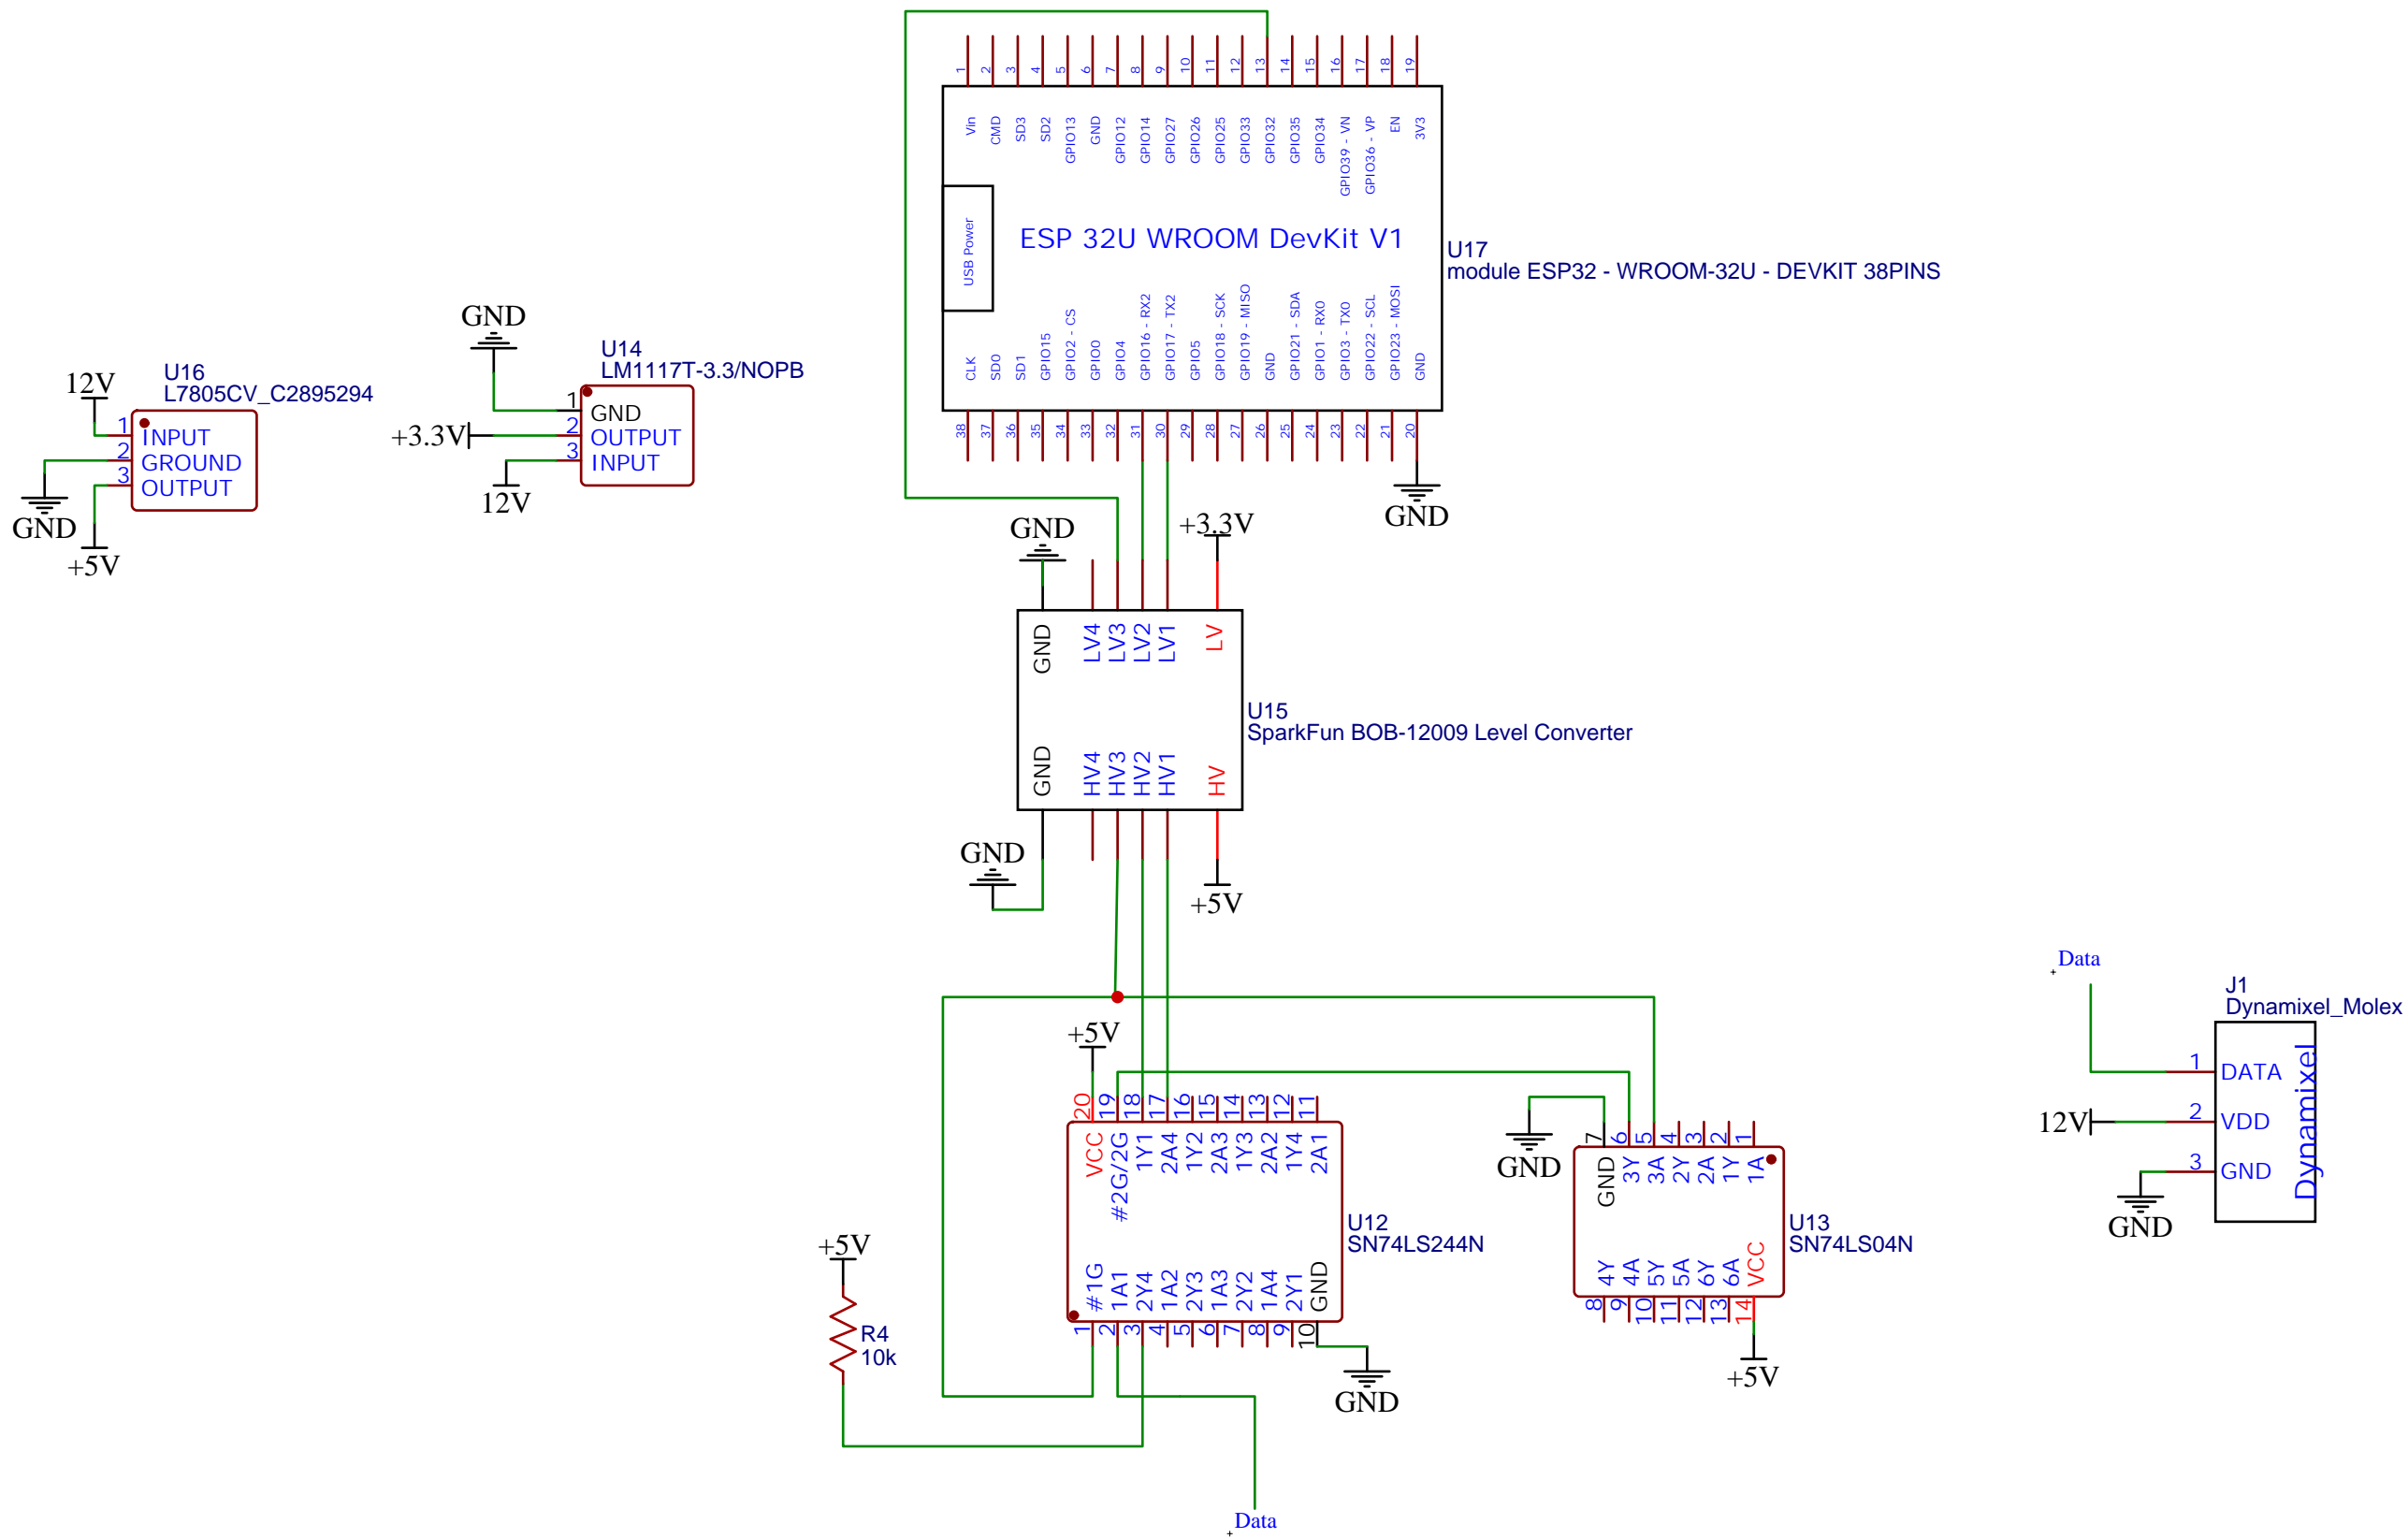 1 2 3 4 5 6 7 8 9 10 11 12 13 14 15 16 17 18 19
Vin CMD SD3 SD2 GPIO13 GND GPIO12 GPIO14 GPIO27 GPIO26 GPIO25 GPIO33 GPIO32 GPIO35 GPIO34 GPIO39 - VN GPIO36 - VP EN 3V3
USB Power
ESP 32U WROOM DevKit V1
U17
module ESP32 - WROOM-32U - DEVKIT 38PINS
CLK SD0 SD1 GPIO15 GPIO2 - CS GPIO0 GPIO4 GPIO16 - RX2 GPIO17 - TX2 GPIO5 GPIO18 - SCK GPIO19 - MISO GND GPIO21 - SDA GPIO1 - RX0 GPIO3 - TX0 GPIO22 - SCL GPIO23 - MOSI GND
38 37 36 35 34 33 32 31 30 29 28 27 26 25 24 23 22 21 20
GND
12V
U16
L7805CV_C2895294
1 INPUT
2 GROUND
3 OUTPUT
GND
+5V
GND
U14
LM1117T-3.3/NOPB
1 GND
+3.3V 2 OUTPUT
3 INPUT
12V
GND
+3.3V
GND LV4 LV3 LV2 LV1 LV
U15
SparkFun BOB-12009 Level Converter
GND HV4 HV3 HV2 HV1 HV
GND
+5V
+5V
20 19 18 17 16 15 14 13 12 11
VCC #2G/2G 1Y1 2A4 1Y2 2A3 1Y3 2A2 1Y4 2A1
U12
SN74LS244N
#1G 1A1 2Y4 1A2 2Y3 1A3 2Y2 1A4 2Y1 GND
1 2 3 4 5 6 7 8 9 10
GND
+5V
R4
10k
Data
GND
7 6 5 4 3 2 1
GND 3Y 3A 2Y 2A 1Y 1A
U13
SN74LS04N
4Y 4A 5Y 5A 6Y 6A VCC
8 9 10 11 12 13 14
+5V
Data
J1
Dynamixel_Molex
1 DATA
12V 2 VDD
3 GND
Dynamixel
GND